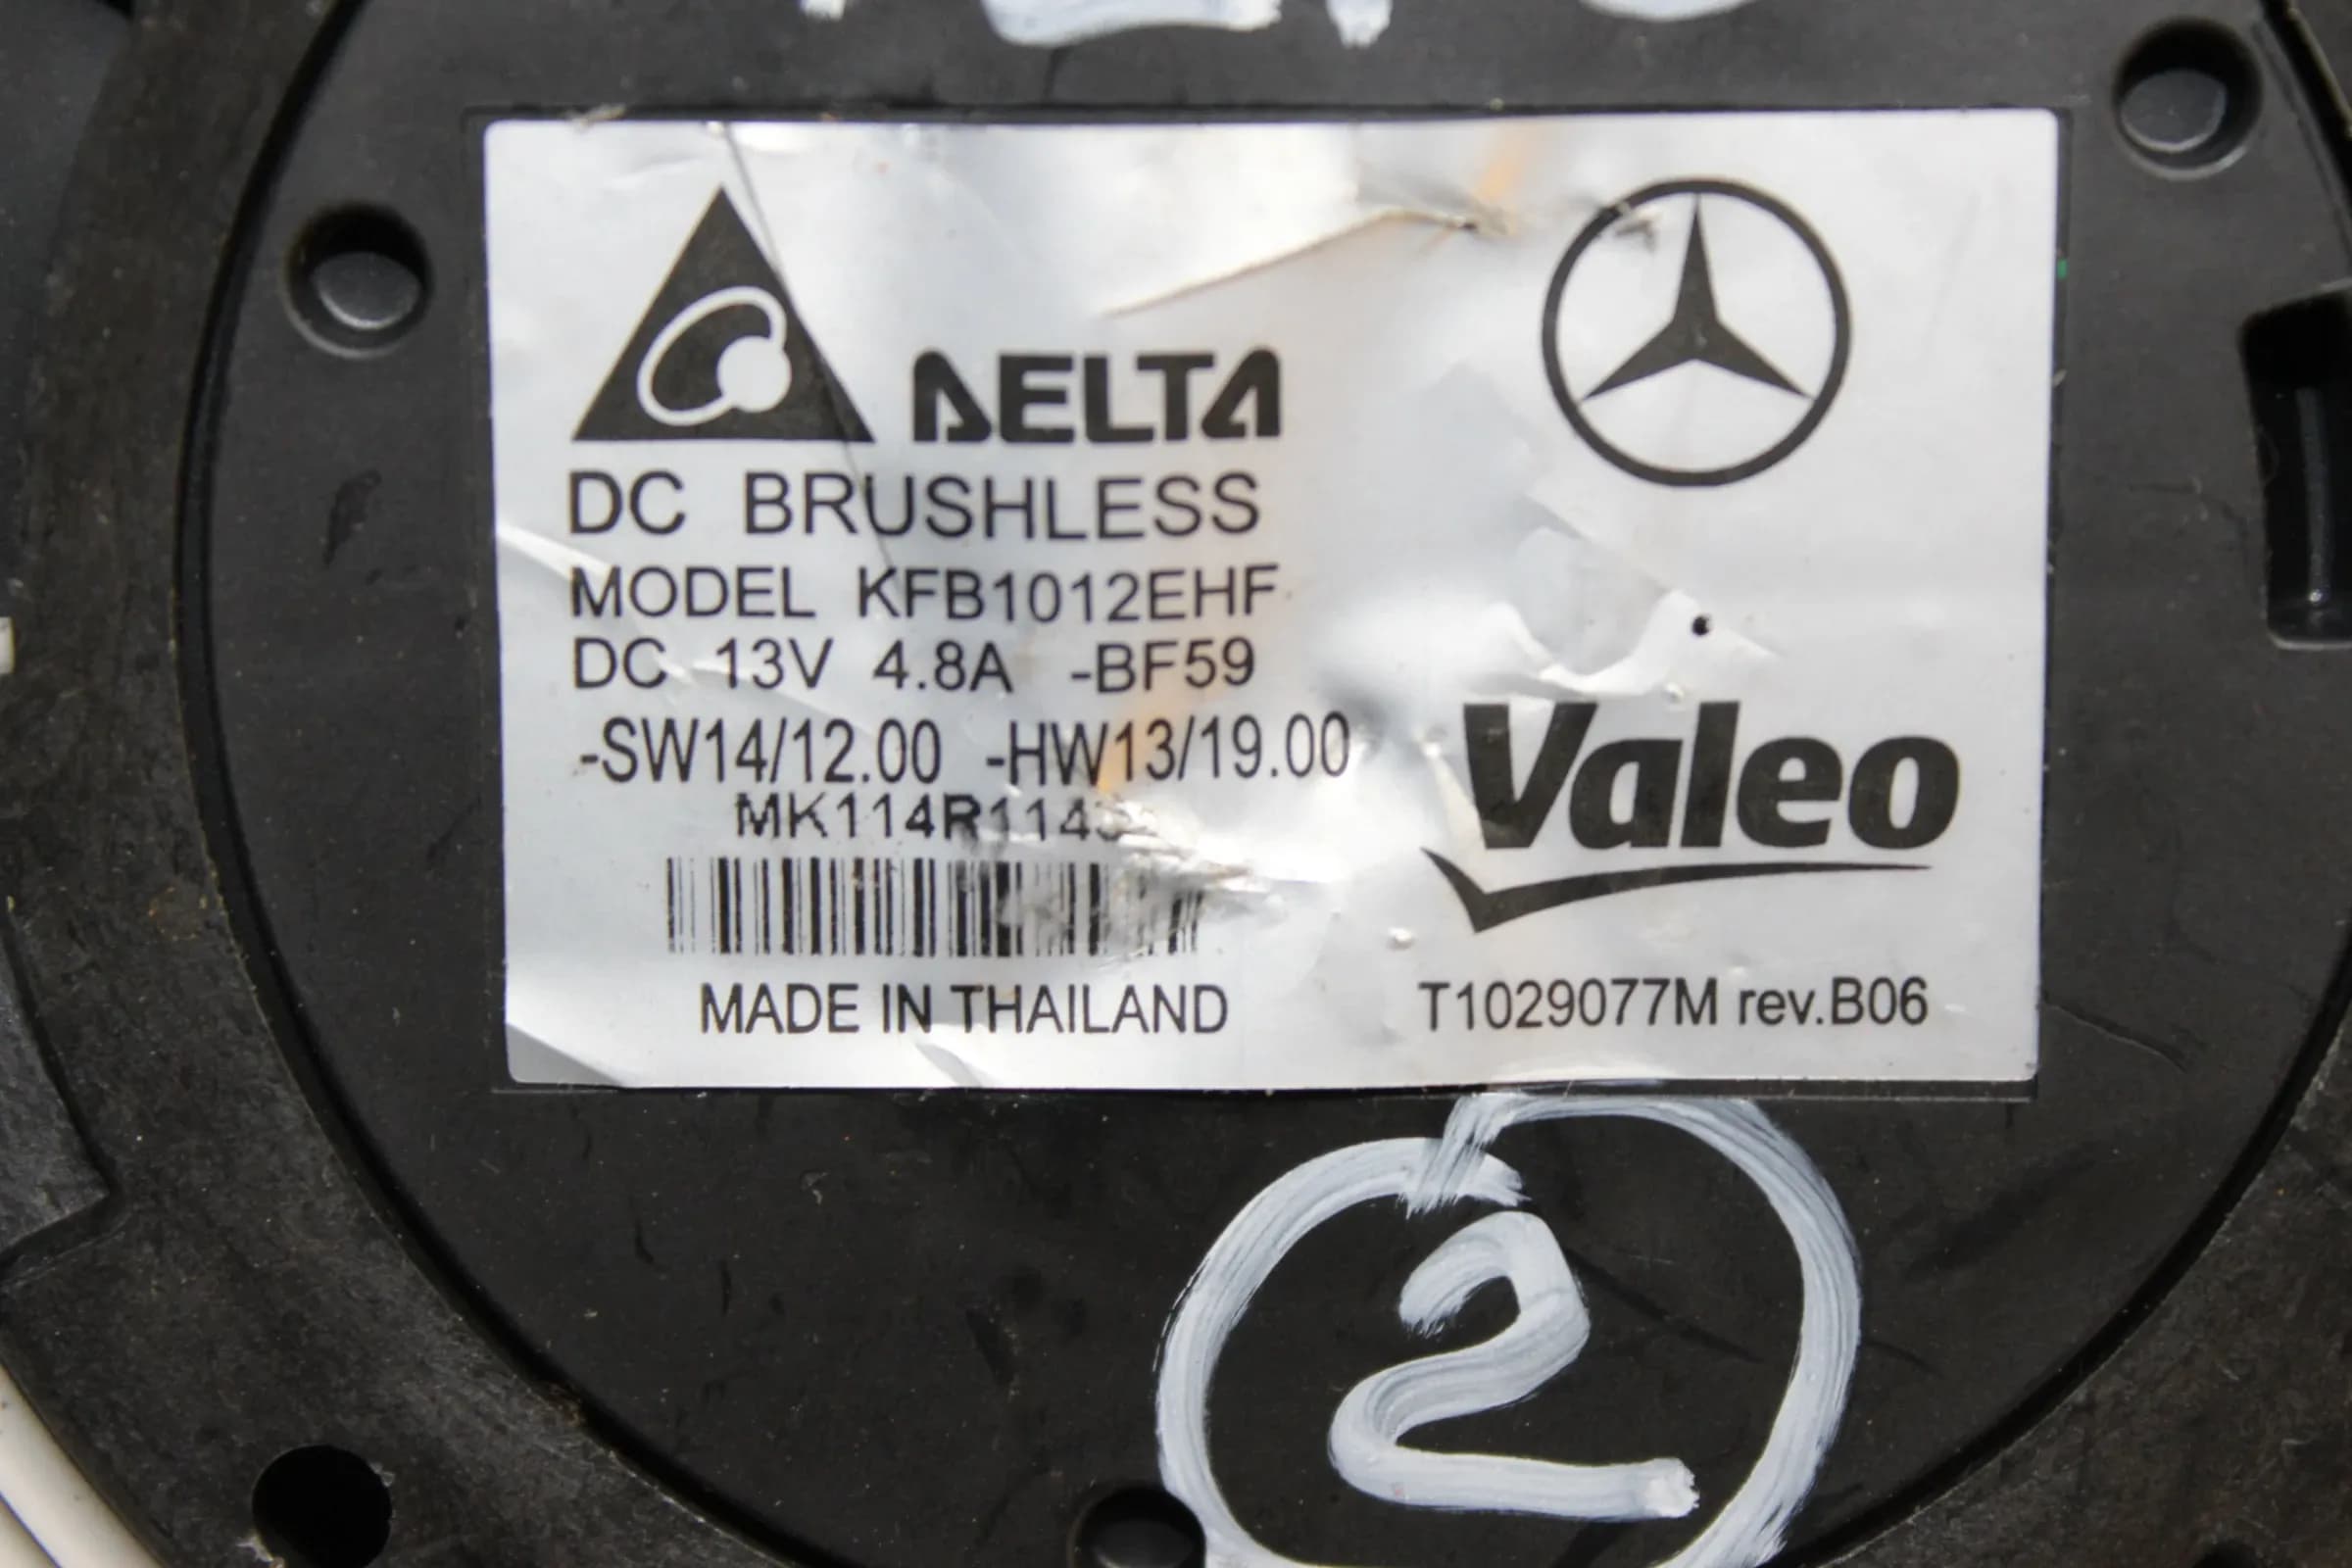 DELTA
DC BRUSHLESS
MODEL KFB1012EHF
DC 13V 4.8A -BF59
-SW14/12.00 -HW13/19.00
MADE IN THAILAND
Valeo
T1029077M rev.B06
2